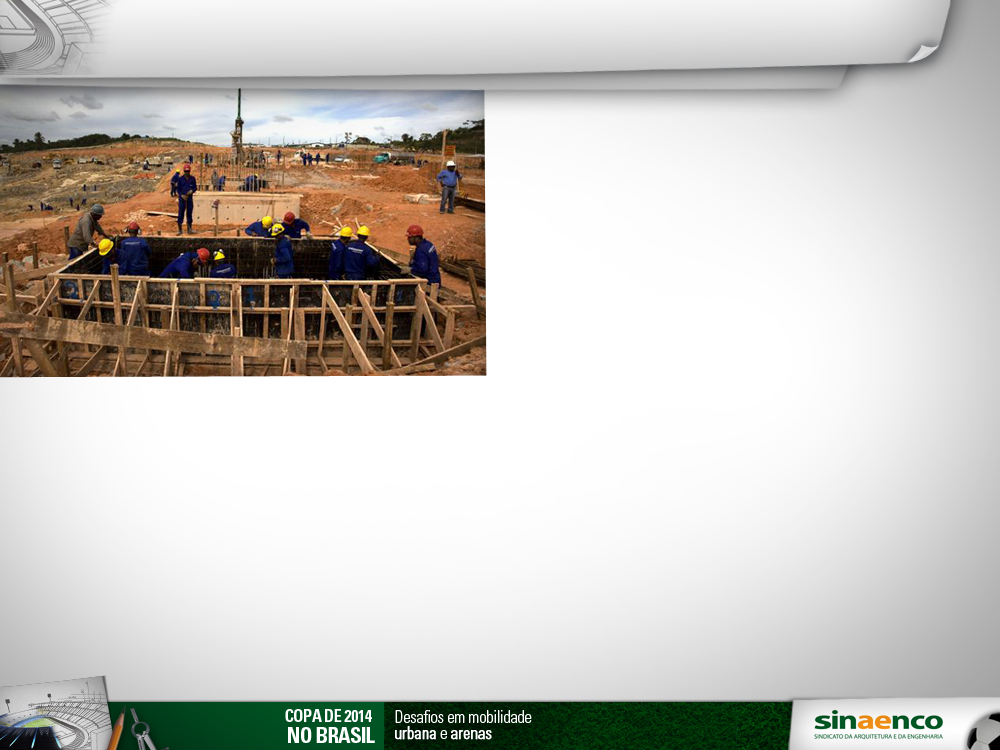 COPA DE 2014
NO BRASIL
Desafios em mobilidade
urbana e arenas
sinaenco
SINDICATO DA ARQUITETURA E DA ENGENHARIA